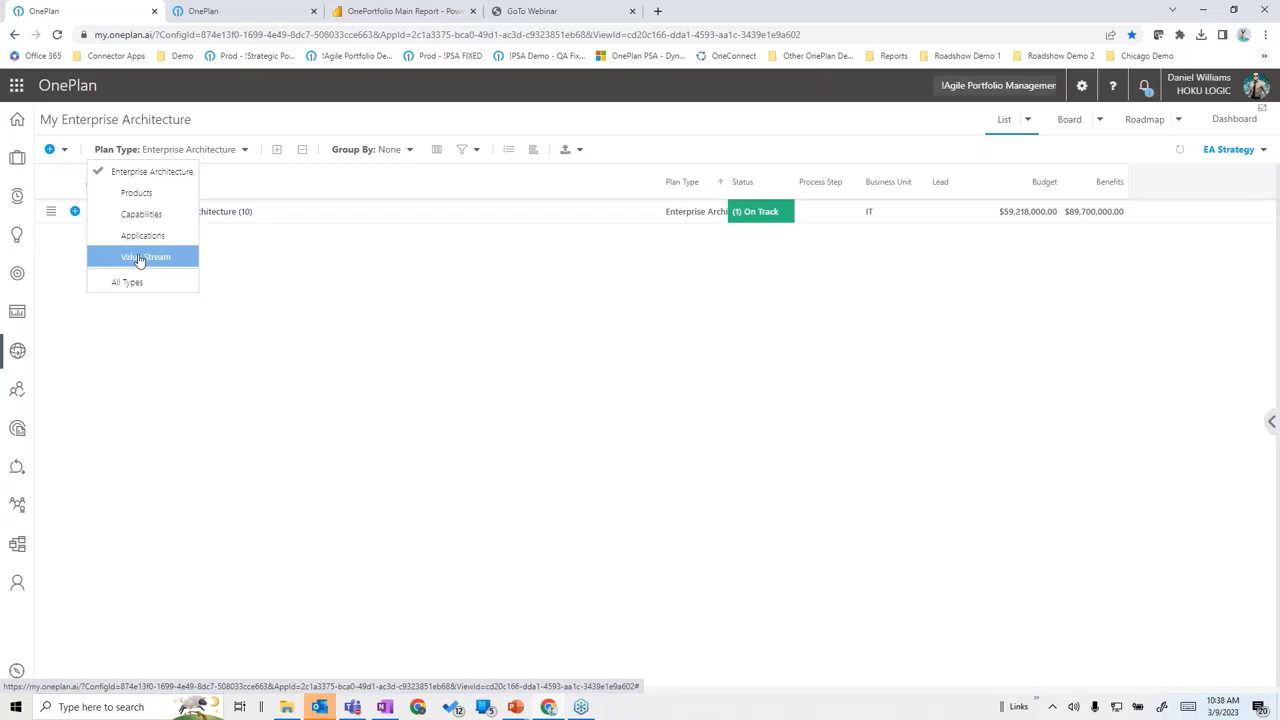 OnePlan
OnePlan
OnePortfolio Main Report - Powe
GoTo Webinar
my.oneplan.ai/?ConfigId=874e13f0-1699-4e49-8dc7-508033cce663&AppId=2c1a3375-bca0-49d1-ac3d-c9323851eb68&ViewId=cd20c166-dda1-4593-aa1c-3439e1e9a602
Office 365
Connector Apps
Demo
Prod - !Strategic Po...
!Agile Portfolio De...
Prod - !PSA FIXED
!PSA Demo - QA Fix...
OnePlan PSA - Dyn...
OneConnect
Other OnePlan De...
Reports
Roadshow Demo 1
Roadshow Demo 2
Chicago Demo
OnePlan
!Agile Portfolio Managemen
?
Daniel Williams
HOKU LOGIC
My Enterprise Architecture
List
Board
Roadmap
Dashboard
Plan Type: Enterprise Architecture
Group By: None
EA Strategy
Enterprise Architecture
Products
Capabilities
Applications
Value Stream
All Types
Plan Type
Status
Process Step
Business Unit
Lead
Budget
Benefits
chitecture (10)
Enterprise Archi
(1) On Track
IT
$59,218,000.00
$89,700,000.00
https://my.oneplan.ai/?ConfigId=874e13f0-1699-4e49-8dc7-508033cce663&AppId=2c1a3375-bca0-49d1-ac3d-c9323851eb68&ViewId=cd20c166-dda1-4593-aa1c-3439e1e9a602#
Type here to search
12
5
Links
10:38 AM
3/9/2023
20